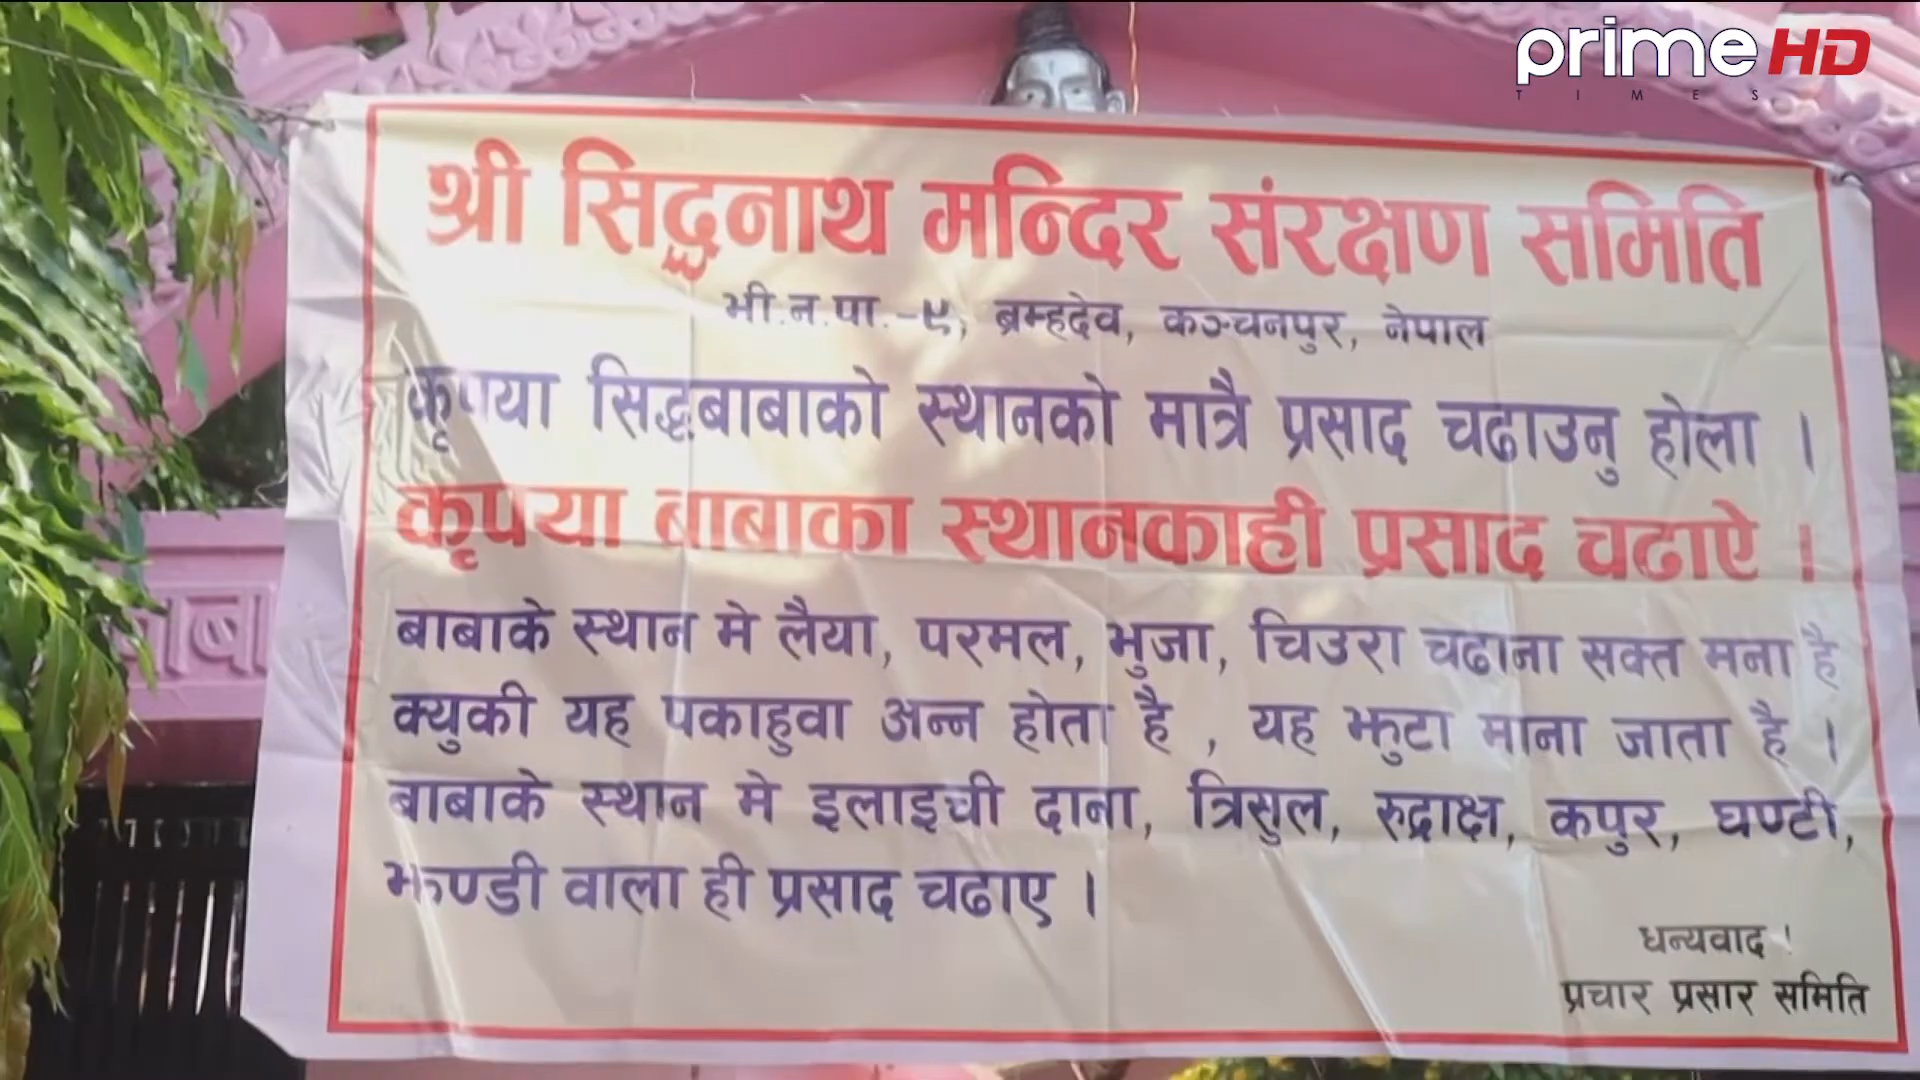 prime HD
TIMES
श्री सिद्धनाथ मन्दिर संरक्षण समिति
भी.न.पा.-९, ब्रम्हदेव, कञ्चनपुर, नेपाल
कृपया सिद्धबाबाको स्थानको मात्रै प्रसाद चढाउनु होला ।
कृपया बाबाका स्थानकाही प्रसाद चढाऐ ।
बाबाके स्थान मे लैया, परमल, भुजा, चिउरा चढाना सक्त मना है
क्युकी यह पकाहुवा अन्न होता है , यह झुटा माना जाता है ।
बाबाके स्थान मे इलाइची दाना, त्रिसुल, रुद्राक्ष, कपुर, घण्टी,
झण्डी वाला ही प्रसाद चढाए ।
धन्यवाद !
प्रचार प्रसार समिति